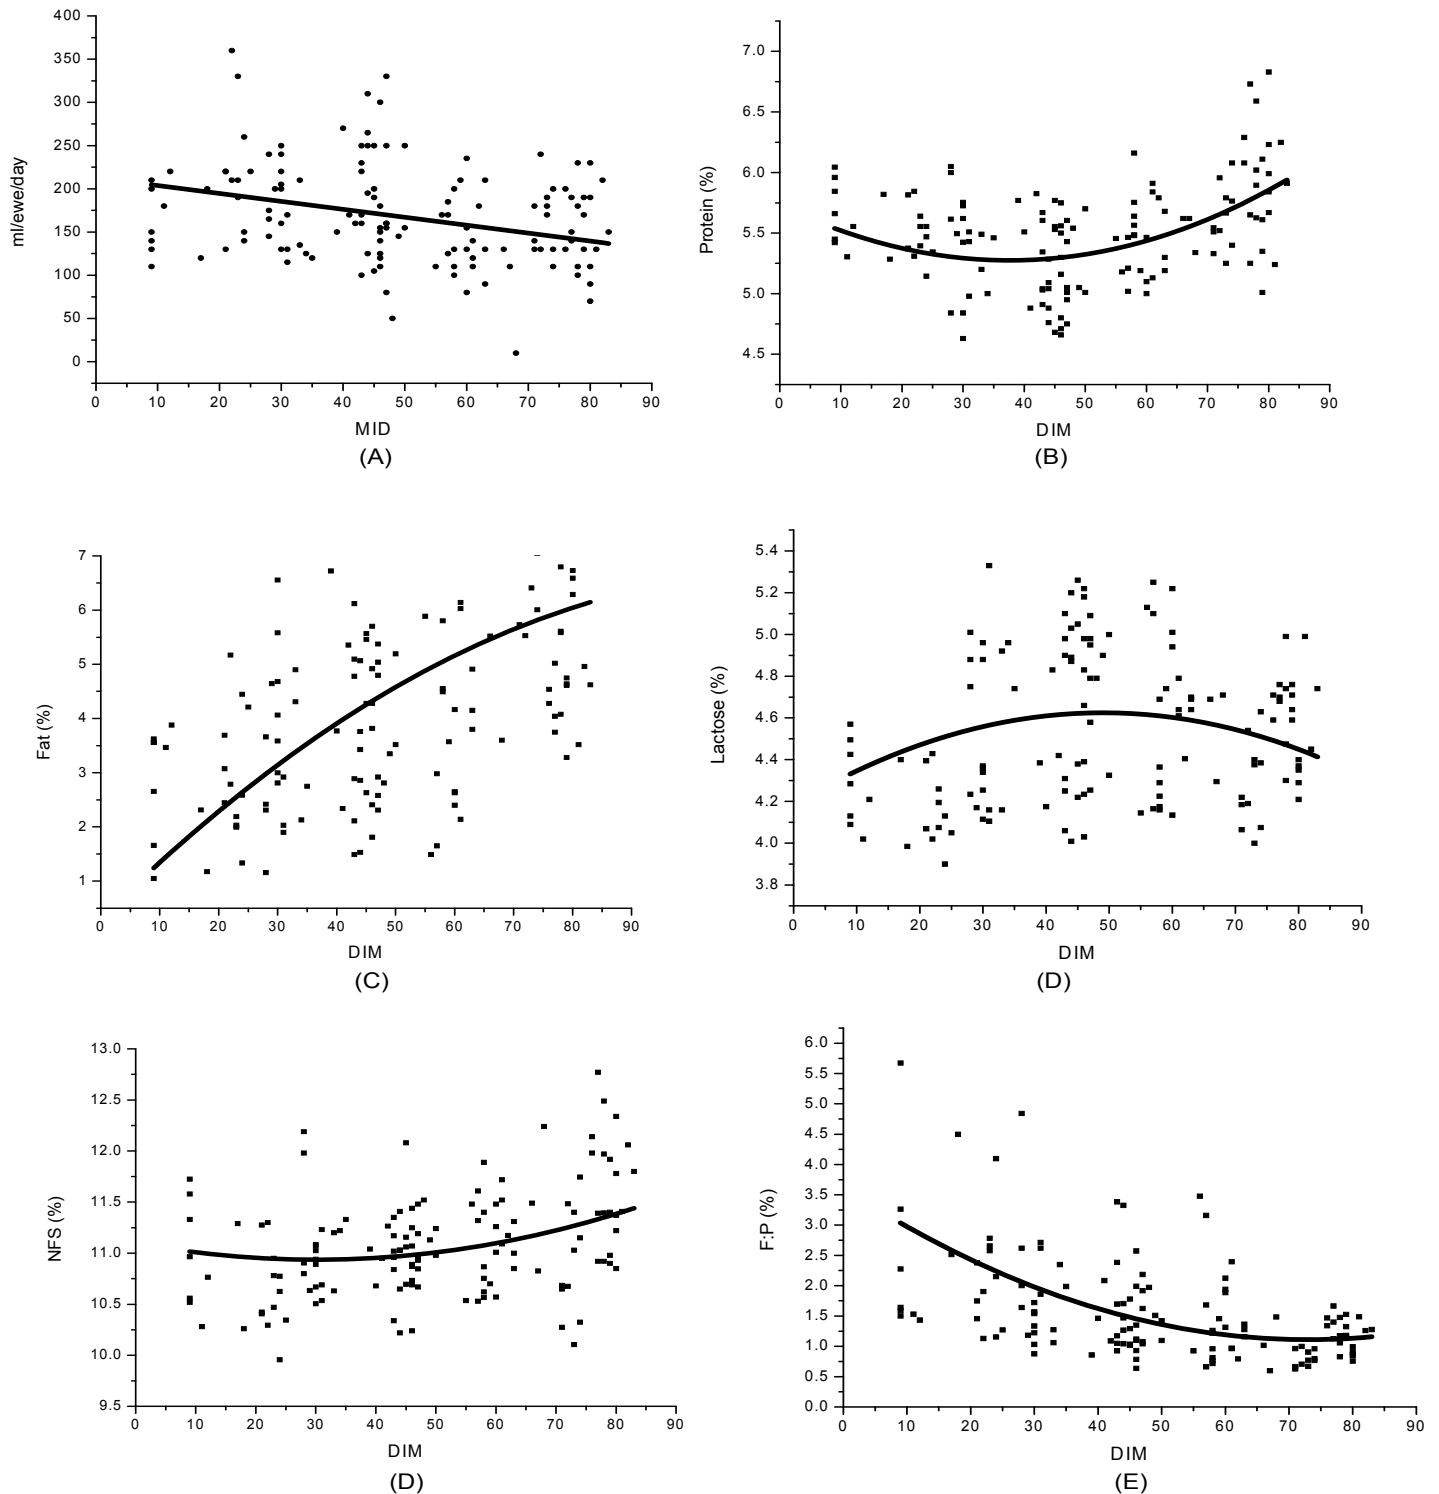 400
350
300
250
200
150
100
50
0
ml/ewe/day
0 10 20 30 40 50 60 70 80 90
MID
(A)
7.0
6.5
6.0
5.5
5.0
4.5
Protein (%)
0 10 20 30 40 50 60 70 80 90
DIM
(B)
7
6
5
4
3
2
1
Fat (%)
0 10 20 30 40 50 60 70 80 90
DIM
(C)
5.4
5.2
5.0
4.8
4.6
4.4
4.2
4.0
3.8
Lactose (%)
0 10 20 30 40 50 60 70 80 90
DIM
(D)
13.0
12.5
12.0
11.5
11.0
10.5
10.0
9.5
NFS (%)
0 10 20 30 40 50 60 70 80 90
DIM
(D)
6.0
5.5
5.0
4.5
4.0
3.5
3.0
2.5
2.0
1.5
1.0
0.5
0.0
F:P (%)
0 10 20 30 40 50 60 70 80 90
DIM
(E)